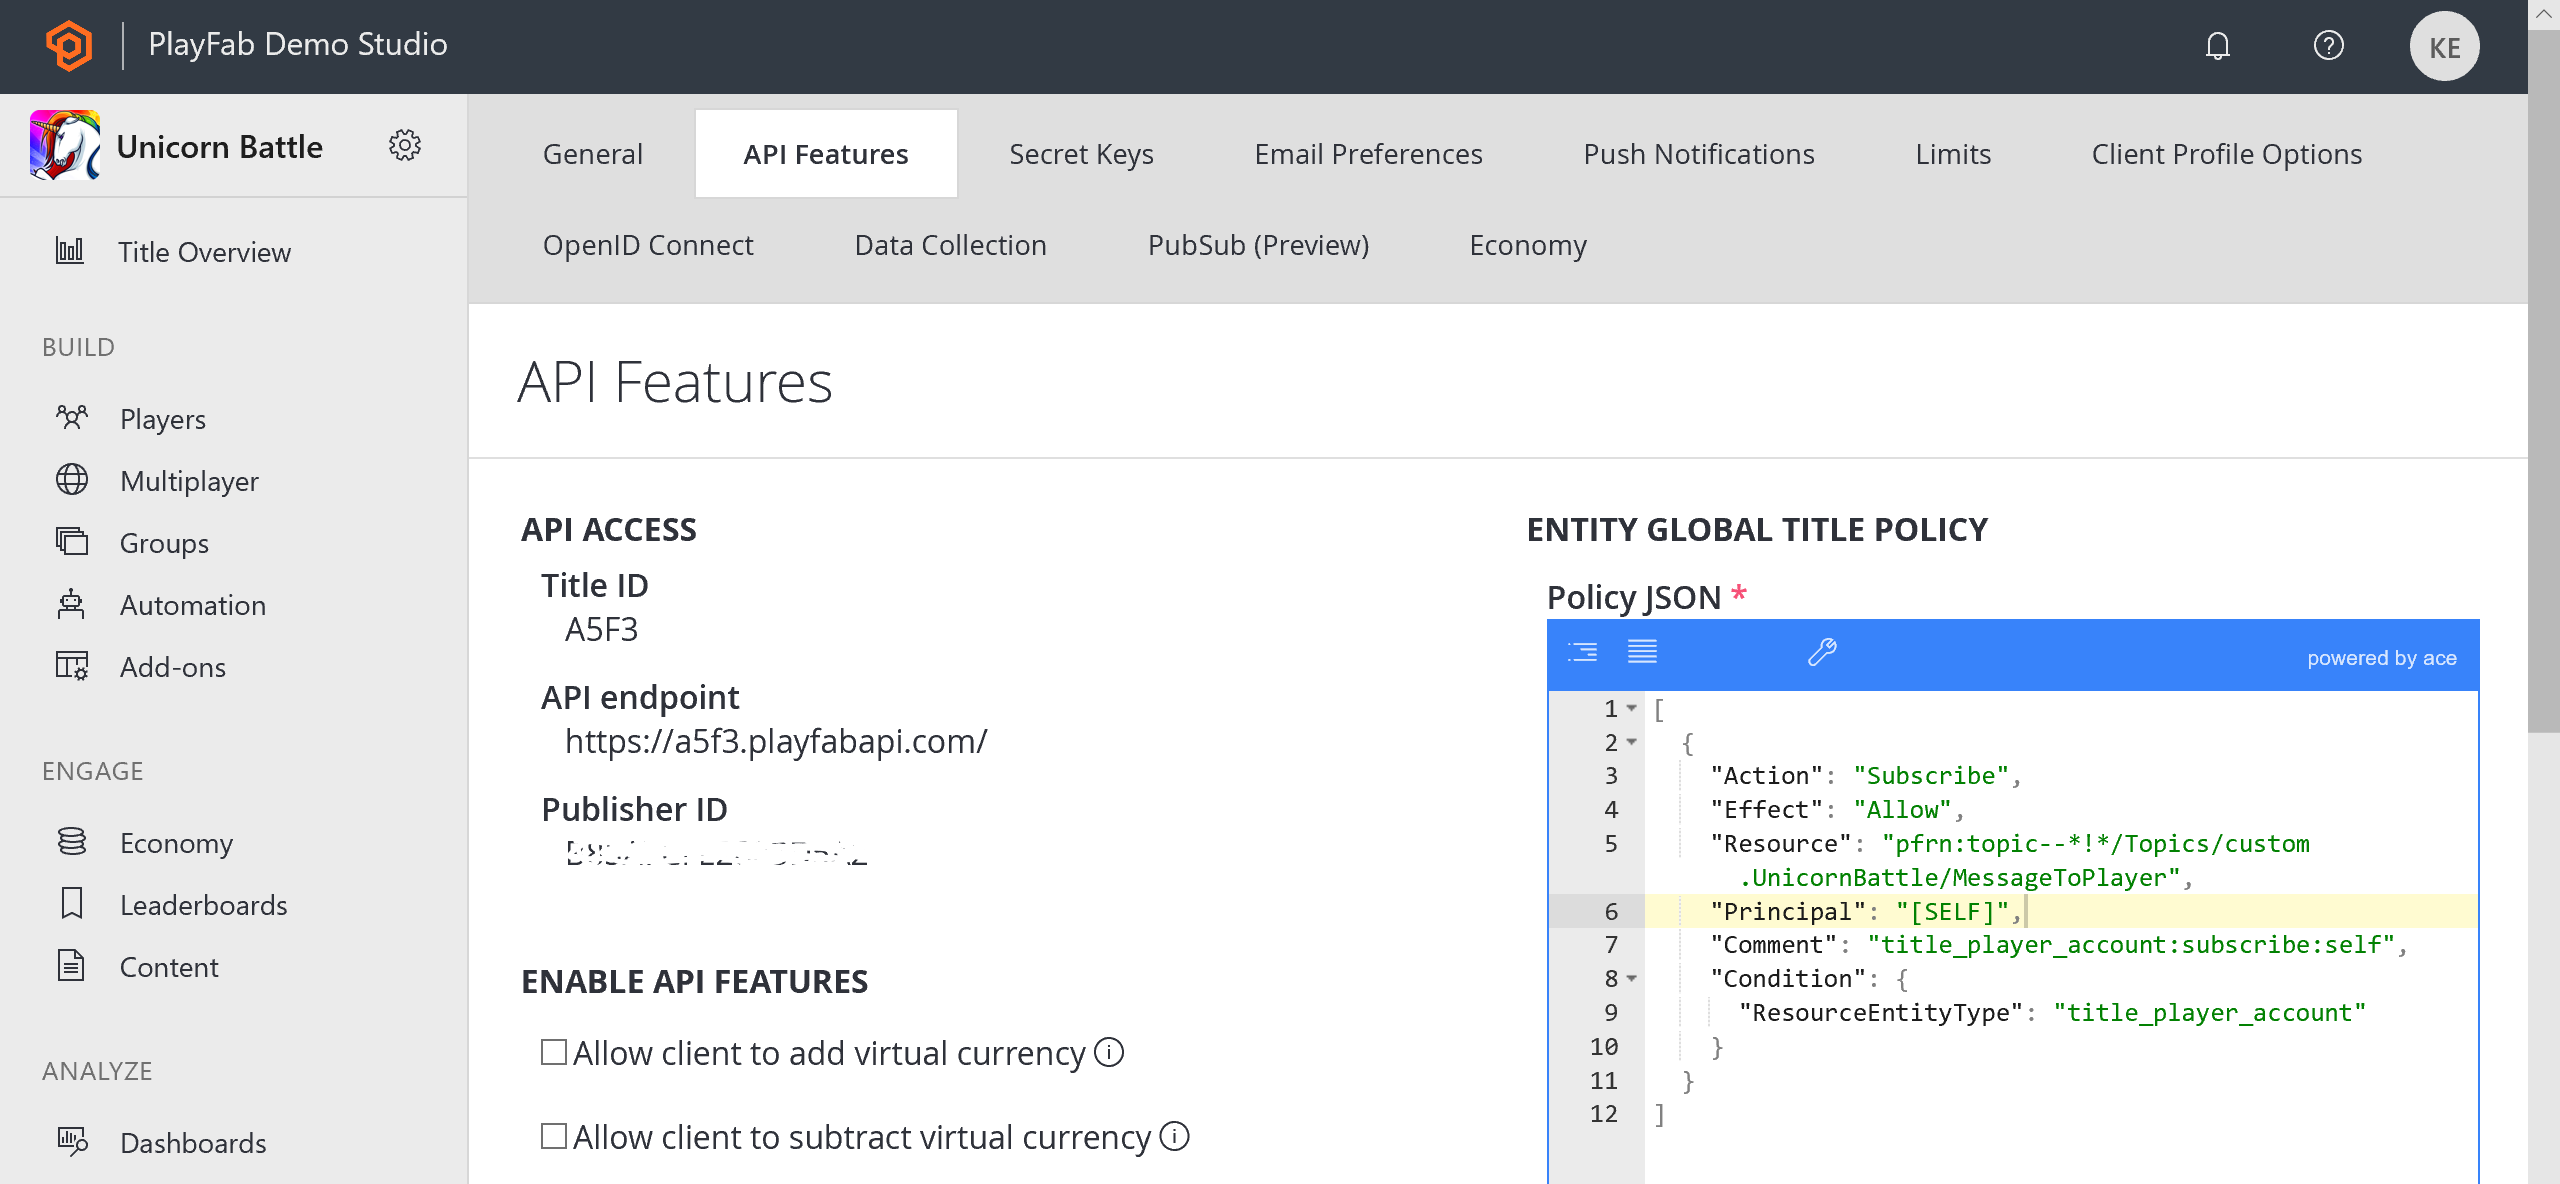 PlayFab Demo Studio
KE
Unicorn Battle
Title Overview
BUILD
Players
Multiplayer
Groups
Automation
Add-ons
ENGAGE
Economy
Leaderboards
Content
ANALYZE
Dashboards
General
API Features
Secret Keys
Email Preferences
Push Notifications
Limits
Client Profile Options
OpenID Connect
Data Collection
PubSub (Preview)
Economy
API Features
API ACCESS
Title ID
A5F3
API endpoint
https://a5f3.playfabapi.com/
Publisher ID
ENABLE API FEATURES
Allow client to add virtual currency
Allow client to subtract virtual currency
ENTITY GLOBAL TITLE POLICY
Policy JSON *
powered by ace
1 [
2 {
3 "Action": "Subscribe",
4 "Effect": "Allow",
5 "Resource": "pfrn:topic--*!*/Topics/custom
.UnicornBattle/MessageToPlayer",
6 "Principal": "[SELF]",
7 "Comment": "title_player_account:subscribe:self",
8 "Condition": {
9 "ResourceEntityType": "title_player_account"
10 }
11 }
12 ]